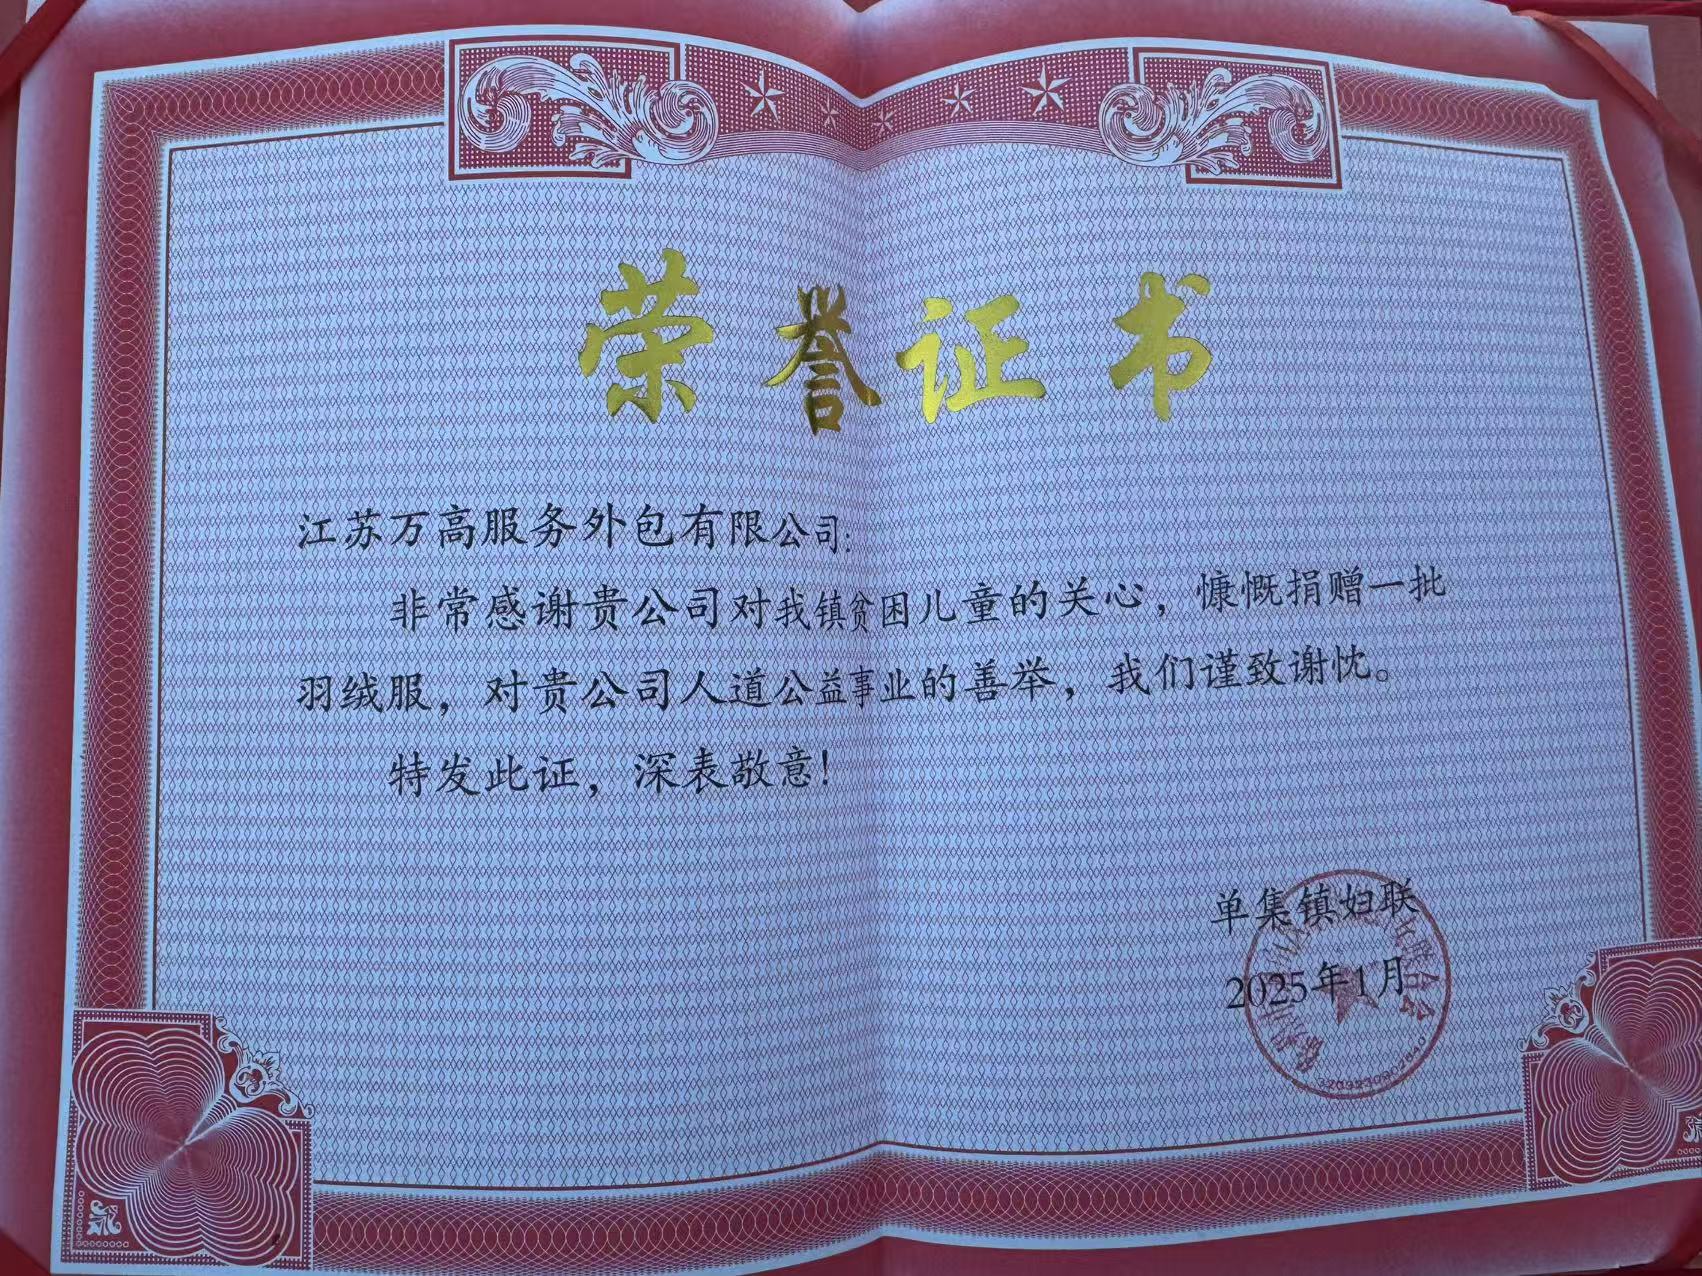 荣誉证书
江苏万高服务外包有限公司：
非常感谢贵公司对我镇贫困儿童的关心，慷慨捐赠一批
羽绒服，对贵公司人道公益事业的善举，我们谨致谢忱。
特发此证，深表敬意！
单集镇妇联
2025年1月